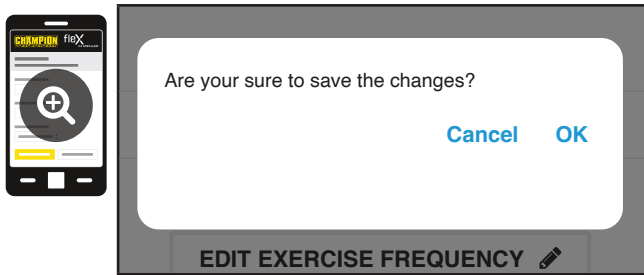 CHAMPION fleX
Are your sure to save the changes?
Cancel OK
EDIT EXERCISE FREQUENCY